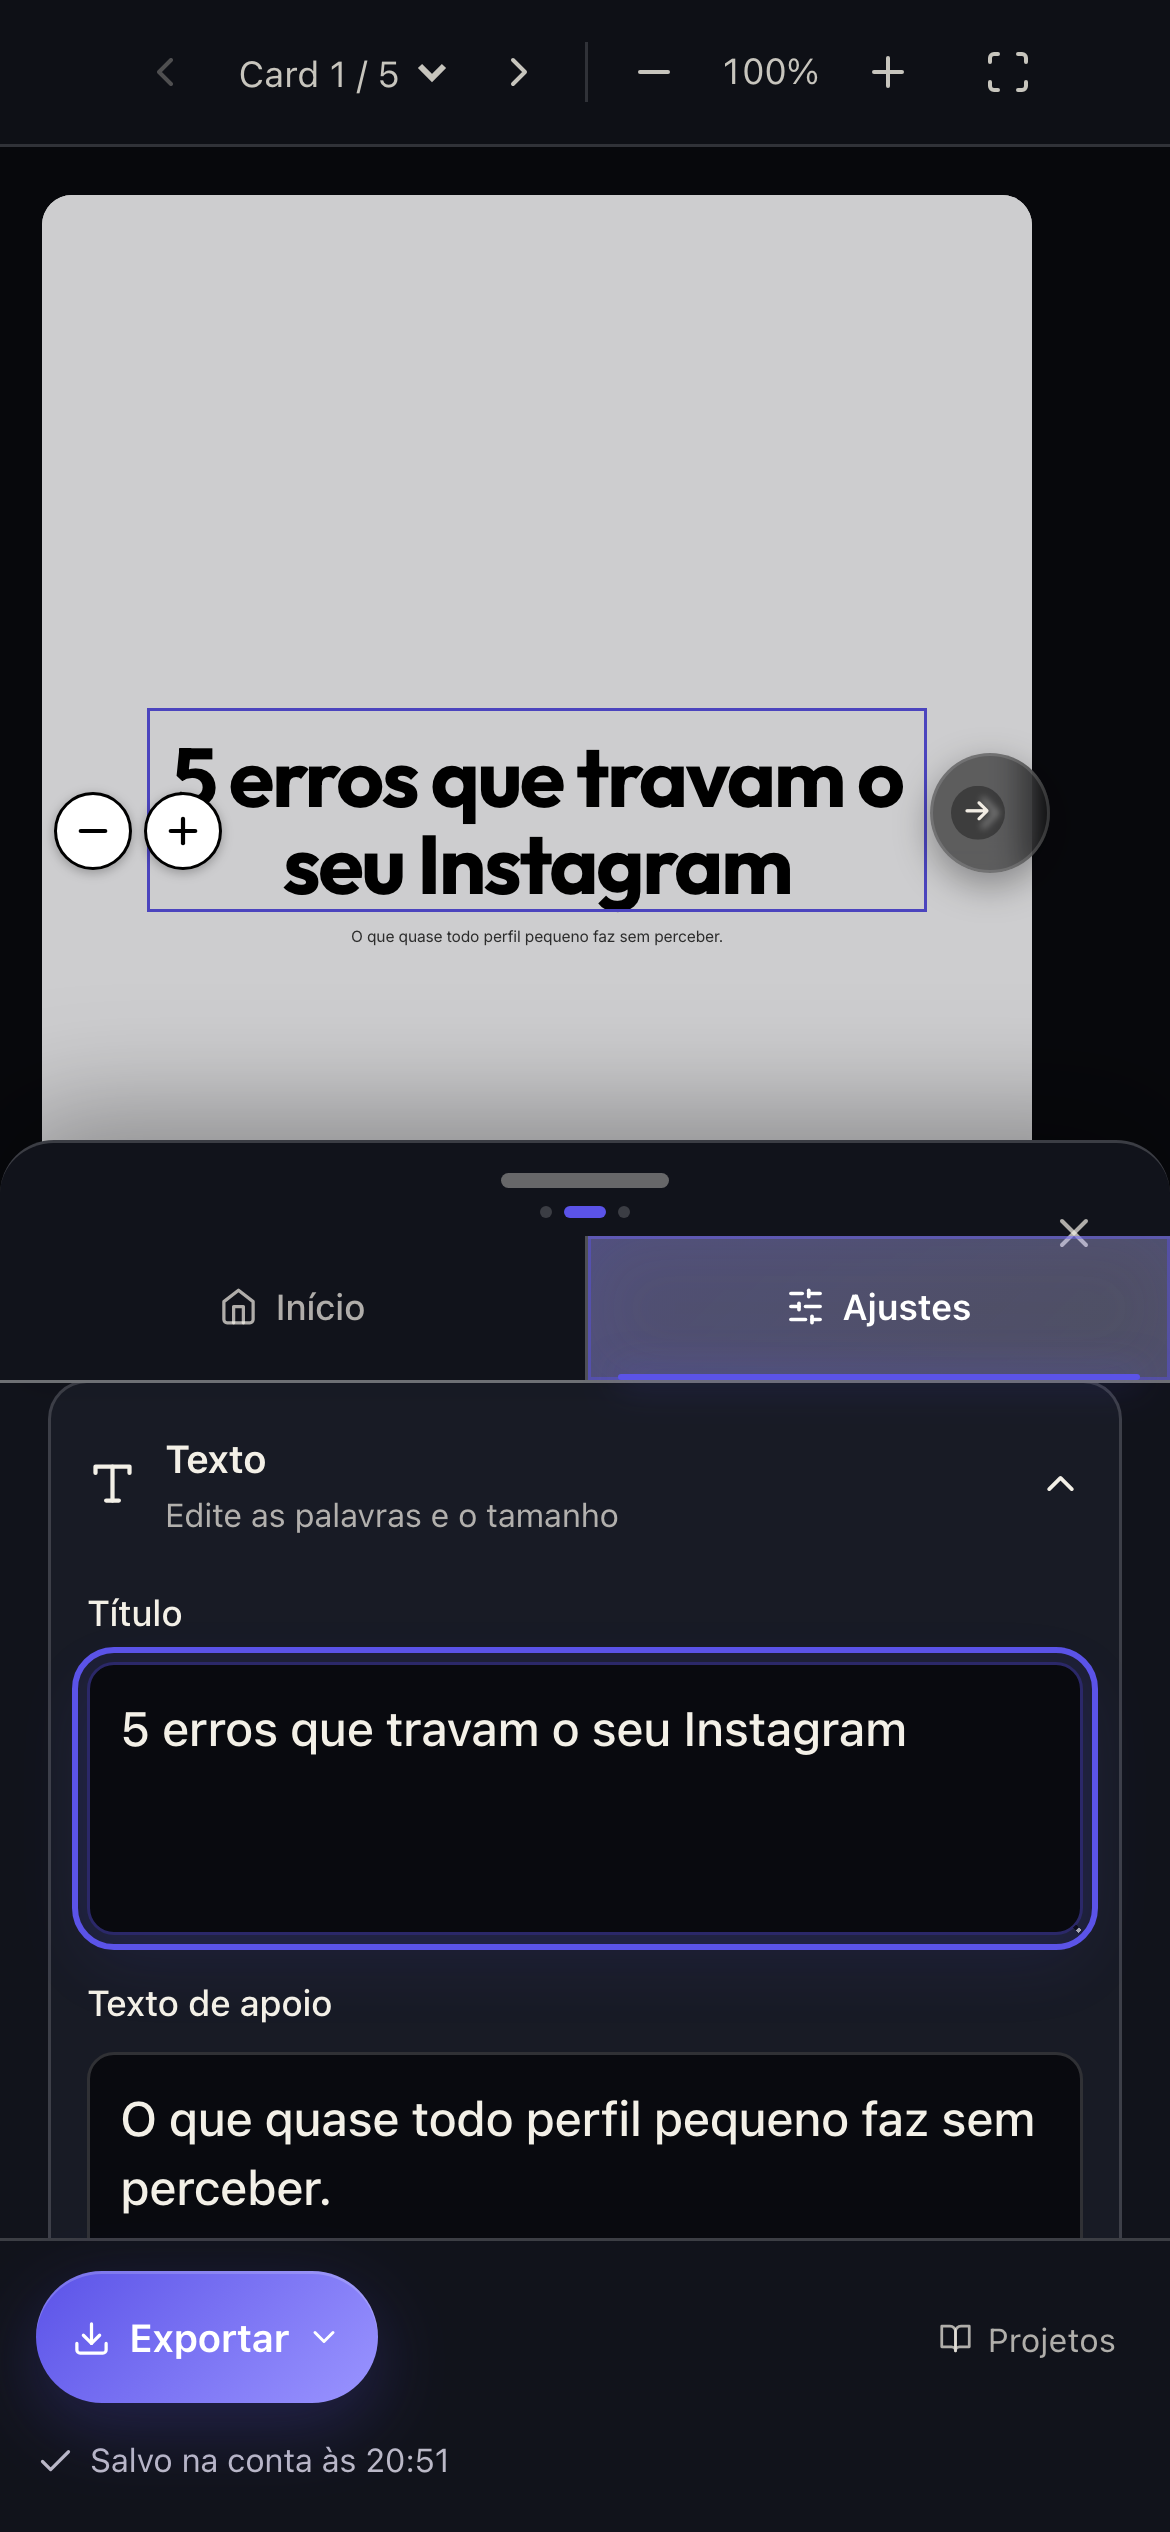 Card 1 / 5
100%
5 erros que travam o
seu Instagram
O que quase todo perfil pequeno faz sem perceber.
Início
Ajustes
Texto
Edite as palavras e o tamanho
Título
5 erros que travam o seu Instagram
Texto de apoio
O que quase todo perfil pequeno faz sem
perceber.
Exportar
Projetos
Salvo na conta às 20:51